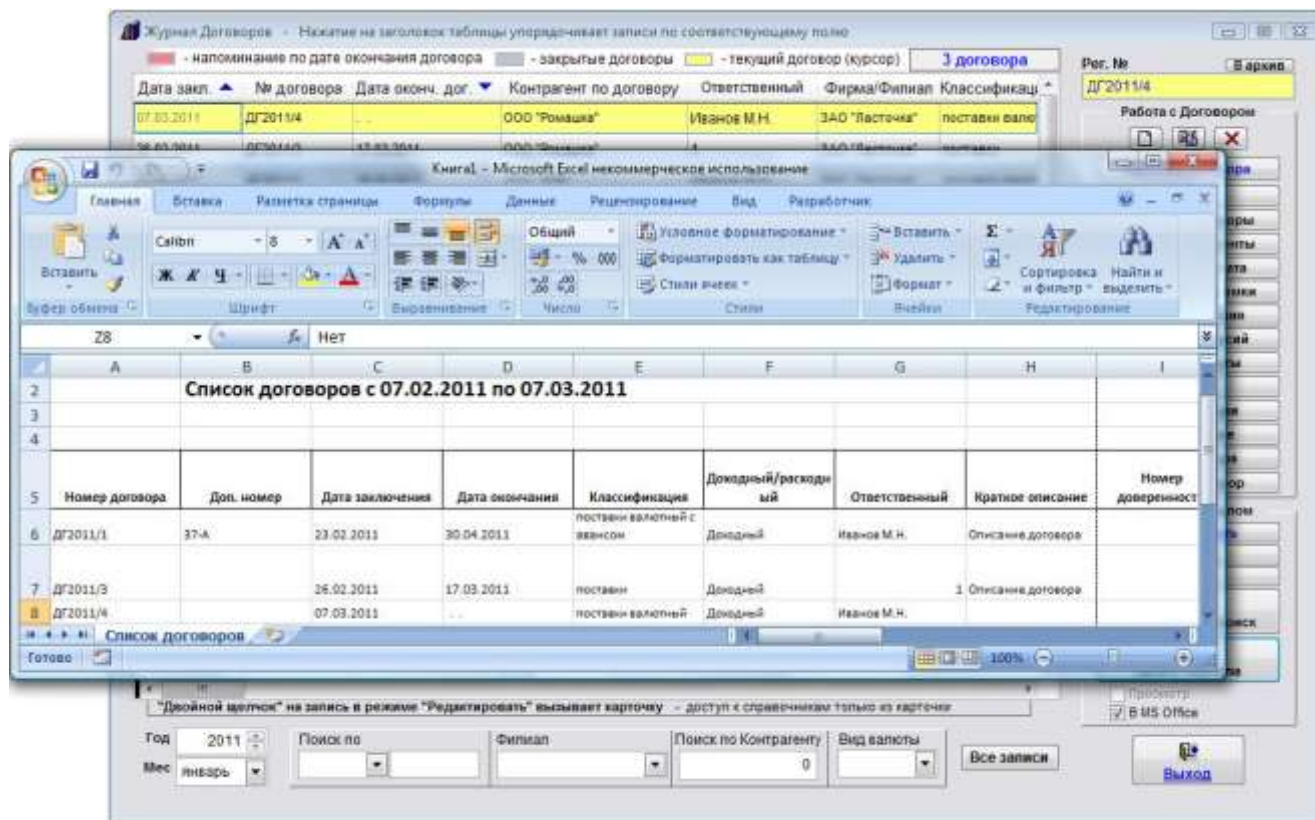 Журнал Договоров - Нажатие на заголовок таблицы упорядочивает записи по соответствующему полю
- напоминание по дате окончания договора - закрытые договоры - текущий договор (курсор) 3 договора
Рег. № В архив
Дата закл. № договора Дата оконч. дог. Контрагент по договору Ответственный Фирма/Филиал Классификац
ДГ2011/4
07.03.2011 ДГ2011/4 . . ООО "Ромашка" Иванов М.Н. ЗАО "Ласточка" поставки валю
Работа с Договором
Книга1 - Microsoft Excel некоммерческое использование
Главная Вставка Разметка страницы Формулы Данные Рецензирование Вид Разработчик
Вставить
Calibri 8
Ж К Ч
Общий
% 000
Условное форматирование
Форматировать как таблицу
Стили ячеек
Вставить
Удалить
Формат
Сортировка и фильтр
Найти и выделить
Буфер обмена Шрифт Выравнивание Число Стили Ячейки Редактирование
Z8 fx Нет
A B C D E F G H I
2 Список договоров с 07.02.2011 по 07.03.2011
3
4
5 Номер договора Доп. номер Дата заключения Дата окончания Классификация Доходный/расходный Ответственный Краткое описание Номер доверенност
6 ДГ2011/1 37-А 23.02.2011 30.04.2011 поставки валютный с авансом Доходный Иванов М.Н. Описание договора
7 ДГ2011/3 26.02.2011 17.03.2011 поставки Доходный 1 Описание договора
8 ДГ2011/4 07.03.2011 . . поставки валютный Доходный Иванов М.Н.
Список договоров
Готово 100%
"Двойной щелчок" на запись в режиме "Редактировать" вызывает карточку - доступ к справочникам только из карточки
Просмотр
В MS Office
Год 2011 Поиск по Филиал Поиск по Контрагенту Вид валюты
Мес январь 0 Все записи
Выход